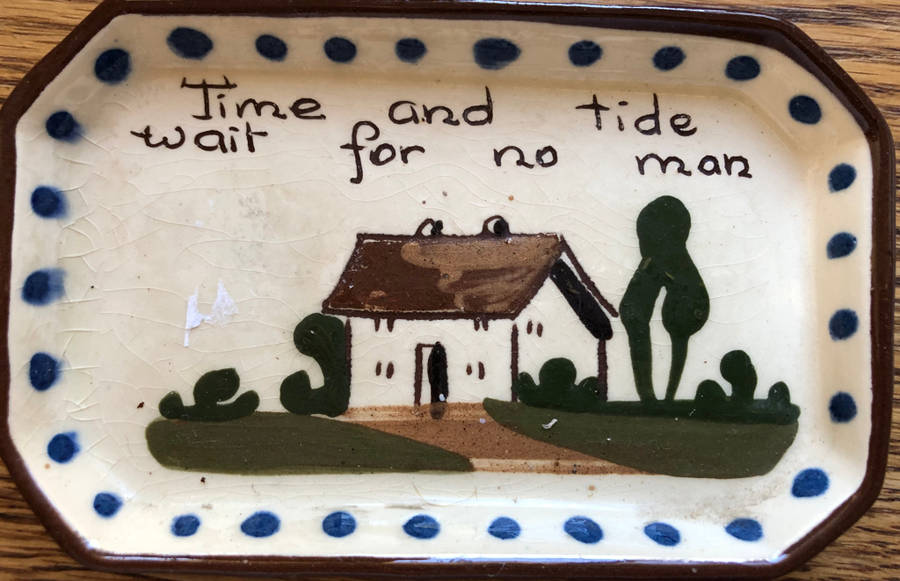 Time and tide
wait for no man